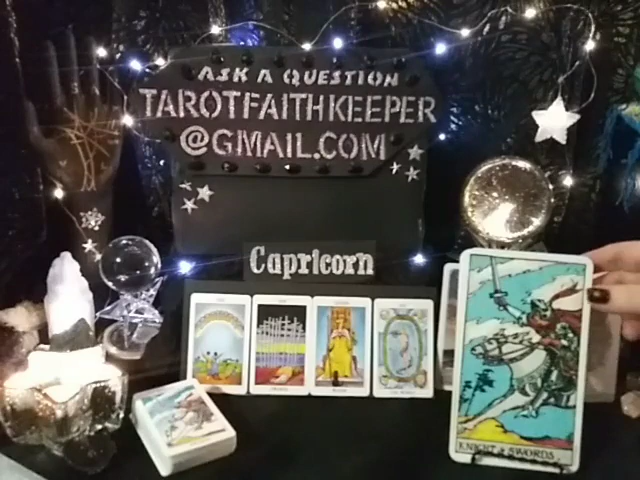 ASK A QUESTION
TAROTFAITHKEEPER
@GMAIL.COM
Capricorn
KNIGHT of SWORDS.